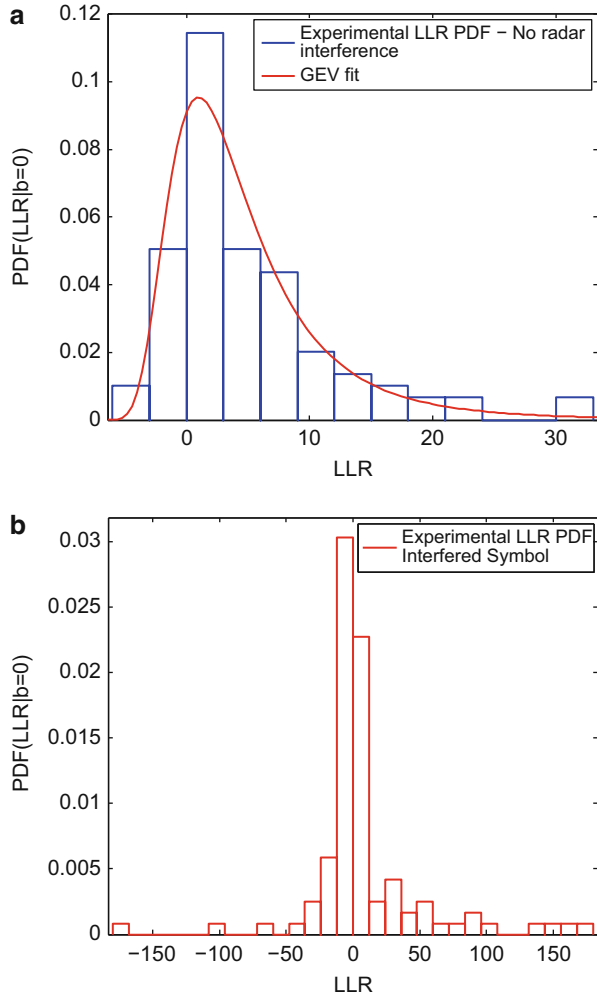 a
0.12
0.1
0.08
0.06
0.04
0.02
0
PDF(LLR|b=0)
Experimental LLR PDF − No radar
interference
GEV fit
0
10
20
30
LLR
b
0.03
0.025
0.02
0.015
0.01
0.005
0
PDF(LLR|b=0)
Experimental LLR PDF
Interfered Symbol
−150
−100
−50
0
50
100
150
LLR